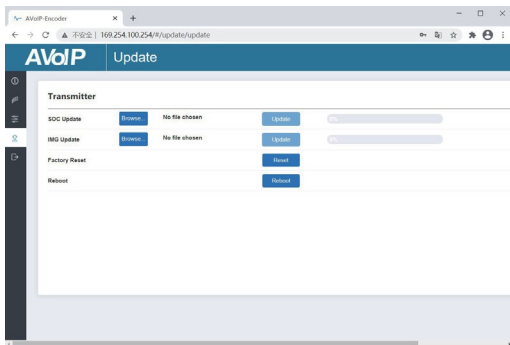 AVoIP-Encoder
不安全 | 169.254.100.254/#/update/update
AVoIP Update
Transmitter
SOC Update Browse... No file chosen Update 0%
IMG Update Browse... No file chosen Update 0%
Factory Reset Reset
Reboot Reboot